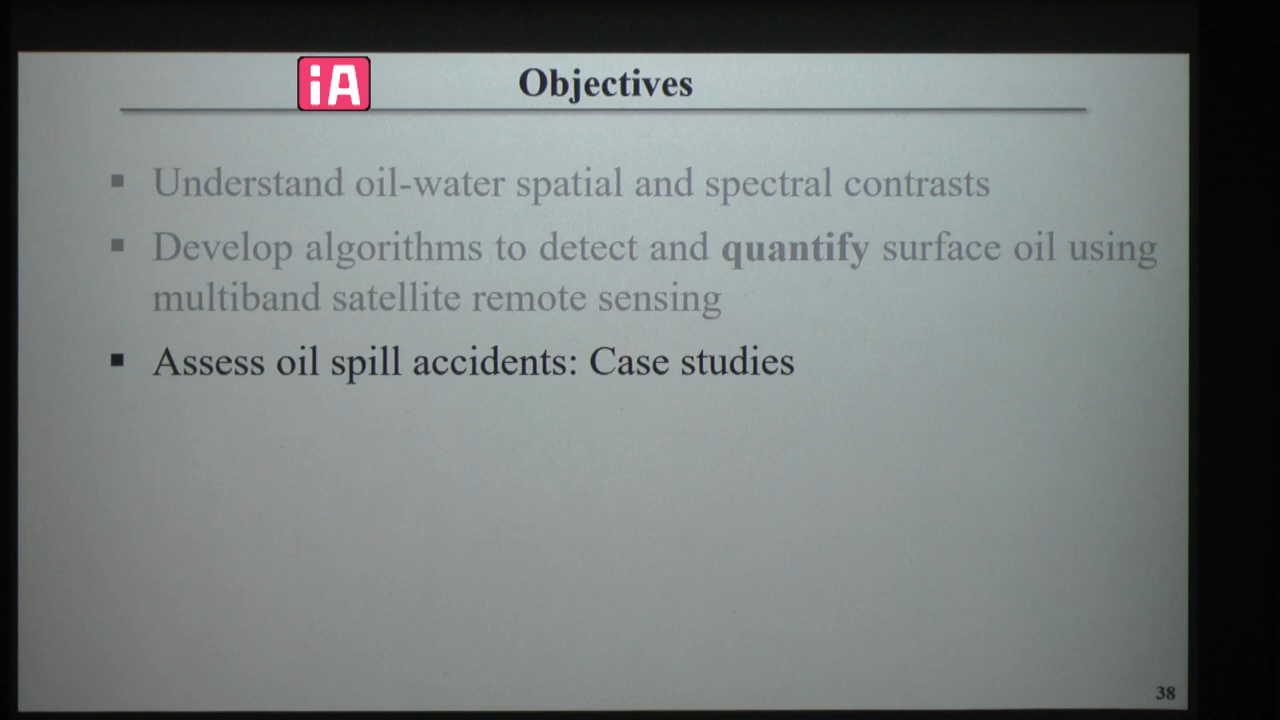 iA
Objectives
▪ Understand oil-water spatial and spectral contrasts
▪ Develop algorithms to detect and quantify surface oil using
multiband satellite remote sensing
▪ Assess oil spill accidents: Case studies
38